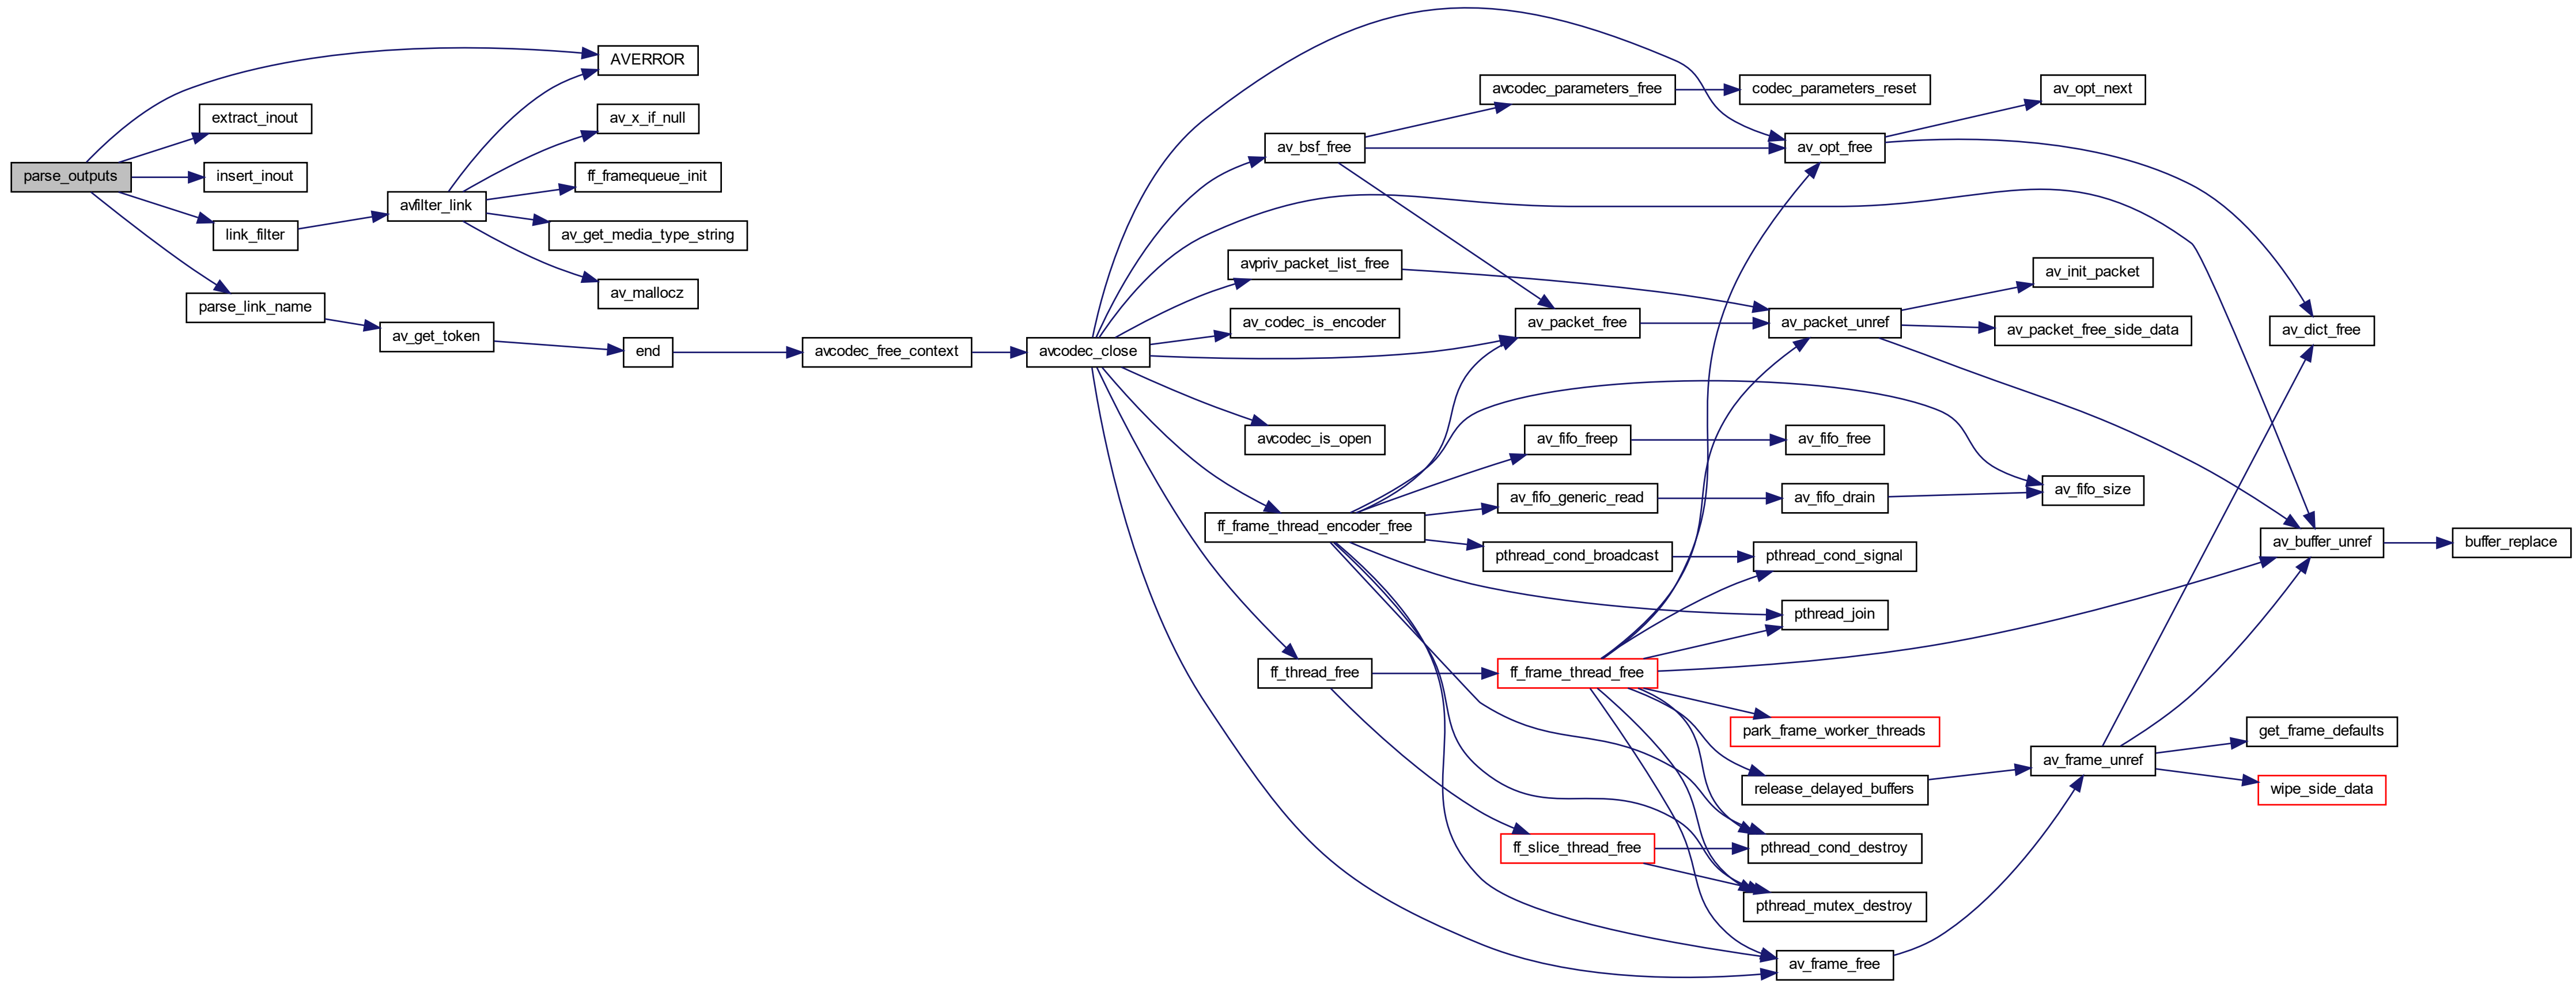 parse_outputs
AVERROR
extract_inout
insert_inout
link_filter
parse_link_name
avfilter_link
av_x_if_null
ff_framequeue_init
av_get_media_type_string
av_mallocz
av_get_token
end
avcodec_free_context
avcodec_close
av_bsf_free
avpriv_packet_list_free
av_codec_is_encoder
avcodec_is_open
ff_frame_thread_encoder_free
ff_thread_free
avcodec_parameters_free
av_packet_free
av_fifo_freep
av_fifo_generic_read
pthread_cond_broadcast
ff_frame_thread_free
ff_slice_thread_free
codec_parameters_reset
av_opt_free
av_packet_unref
av_fifo_free
av_fifo_drain
pthread_cond_signal
pthread_join
park_frame_worker_threads
release_delayed_buffers
pthread_cond_destroy
pthread_mutex_destroy
av_frame_free
av_opt_next
av_init_packet
av_packet_free_side_data
av_fifo_size
av_frame_unref
av_dict_free
av_buffer_unref
get_frame_defaults
wipe_side_data
buffer_replace